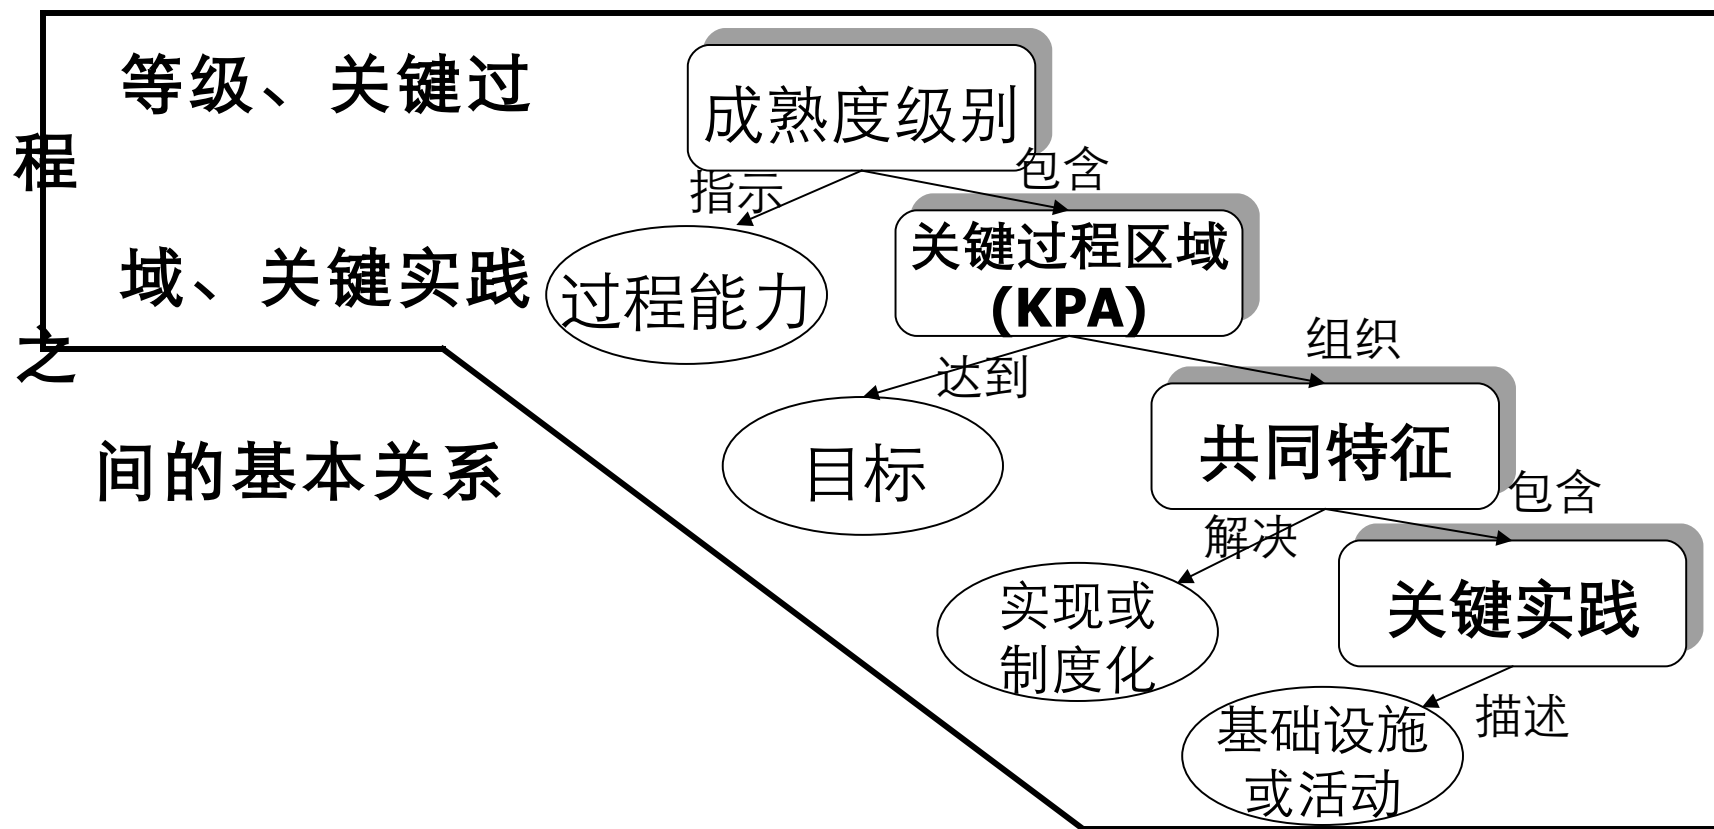 等级、关键过
程
域、关键实践
之
间的基本关系
成熟度级别
指示
包含
过程能力
关键过程区域
(KPA)
达到
组织
目标
共同特征
解决
包含
实现或
制度化
关键实践
描述
基础设施
或活动